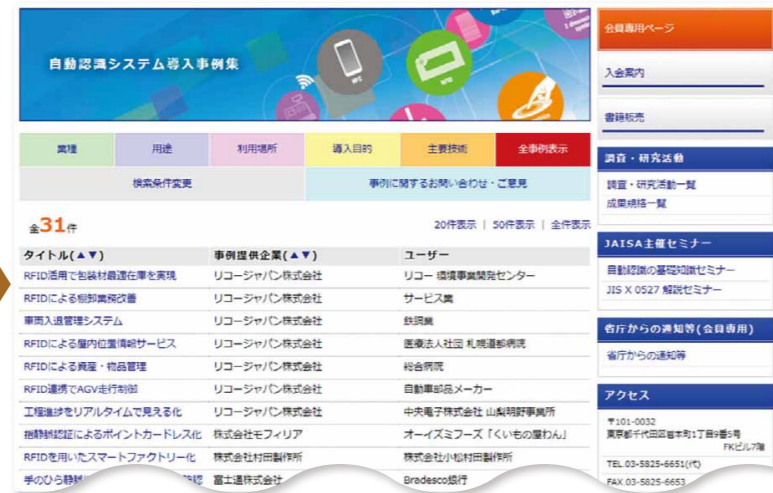 自動認識システム導入事例集
NFC
業種 用途 利用場所 導入目的 主要技術 全事例表示
検索条件変更 事例に関するお問い合わせ・ご意見
全31件 20件表示 | 50件表示 | 全件表示
タイトル(▲▼) 事例提供企業(▲▼) ユーザー
RFID活用で包装材最適在庫を実現 リコージャパン株式会社 リコー 環境事業開発センター
RFIDによる棚卸業務改善 リコージャパン株式会社 サービス業
車両入退管理システム リコージャパン株式会社 鉄鋼業
RFIDによる屋内位置情報サービス リコージャパン株式会社 医療法人社団 札幌道都病院
RFIDによる資産・物品管理 リコージャパン株式会社 総合病院
RFID連携でAGV走行制御 リコージャパン株式会社 自動車部品メーカー
工程進捗をリアルタイムで見える化 リコージャパン株式会社 中央電子株式会社 山梨明野事業所
指静脈認証によるポイントカードレス化 株式会社モフィリア オーイズミフーズ「くいもの屋わん」
RFIDを用いたスマートファクトリー化 株式会社村田製作所 株式会社小松村田製作所
手のひら静脈 富士通株式会社 Bradesco銀行
会員専用ページ
入会案内
書籍販売
調査・研究活動
調査・研究活動一覧
成果規格一覧
JAISA主催セミナー
自動認識の基礎知識セミナー
JIS X 0527 解説セミナー
省庁からの通知等(会員専用)
省庁からの通知等
アクセス
〒101-0032
東京都千代田区岩本町1丁目9番5号
FKビル7階
TEL.03-5825-6651(代)
FAX.03-5825-6653